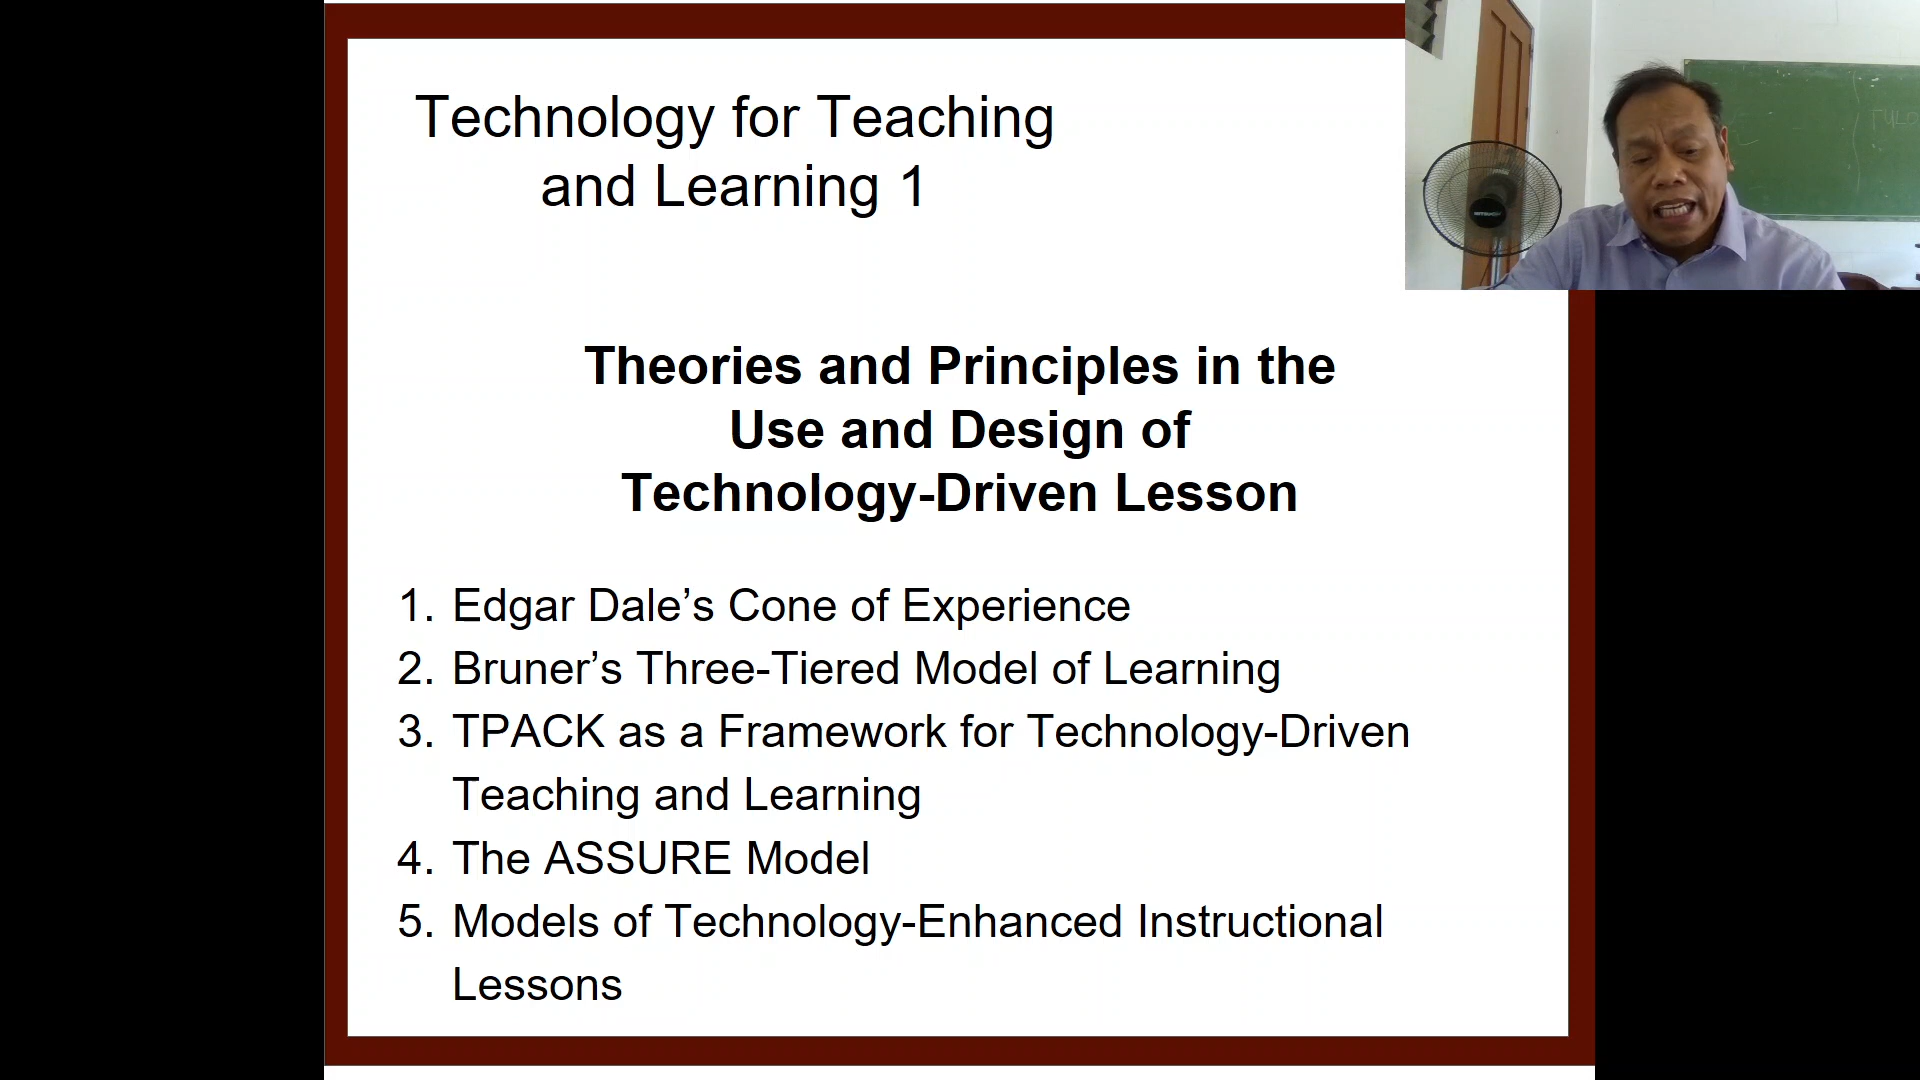 Technology for Teaching
and Learning 1
Theories and Principles in the
Use and Design of
Technology-Driven Lesson
1. Edgar Dale’s Cone of Experience
2. Bruner’s Three-Tiered Model of Learning
3. TPACK as a Framework for Technology-Driven
Teaching and Learning
4. The ASSURE Model
5. Models of Technology-Enhanced Instructional
Lessons